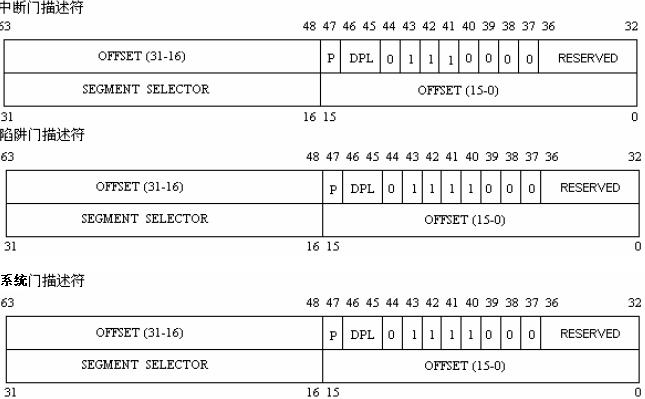 中断门描述符
63 48 47 46 45 44 43 42 41 40 39 38 37 36 32
OFFSET (31-16) P DPL 0 1 1 1 0 0 0 0 RESERVED
SEGMENT SELECTOR OFFSET (15-0)
31 16 15 0
陷阱门描述符
63 48 47 46 45 44 43 42 41 40 39 38 37 36 32
OFFSET (31-16) P DPL 0 1 1 1 1 0 0 0 RESERVED
SEGMENT SELECTOR OFFSET (15-0)
31 16 15 0
系统门描述符
63 48 47 46 45 44 43 42 41 40 39 38 37 36 32
OFFSET (31-16) P DPL 0 1 1 1 1 0 0 0 RESERVED
SEGMENT SELECTOR OFFSET (15-0)
31 16 15 0